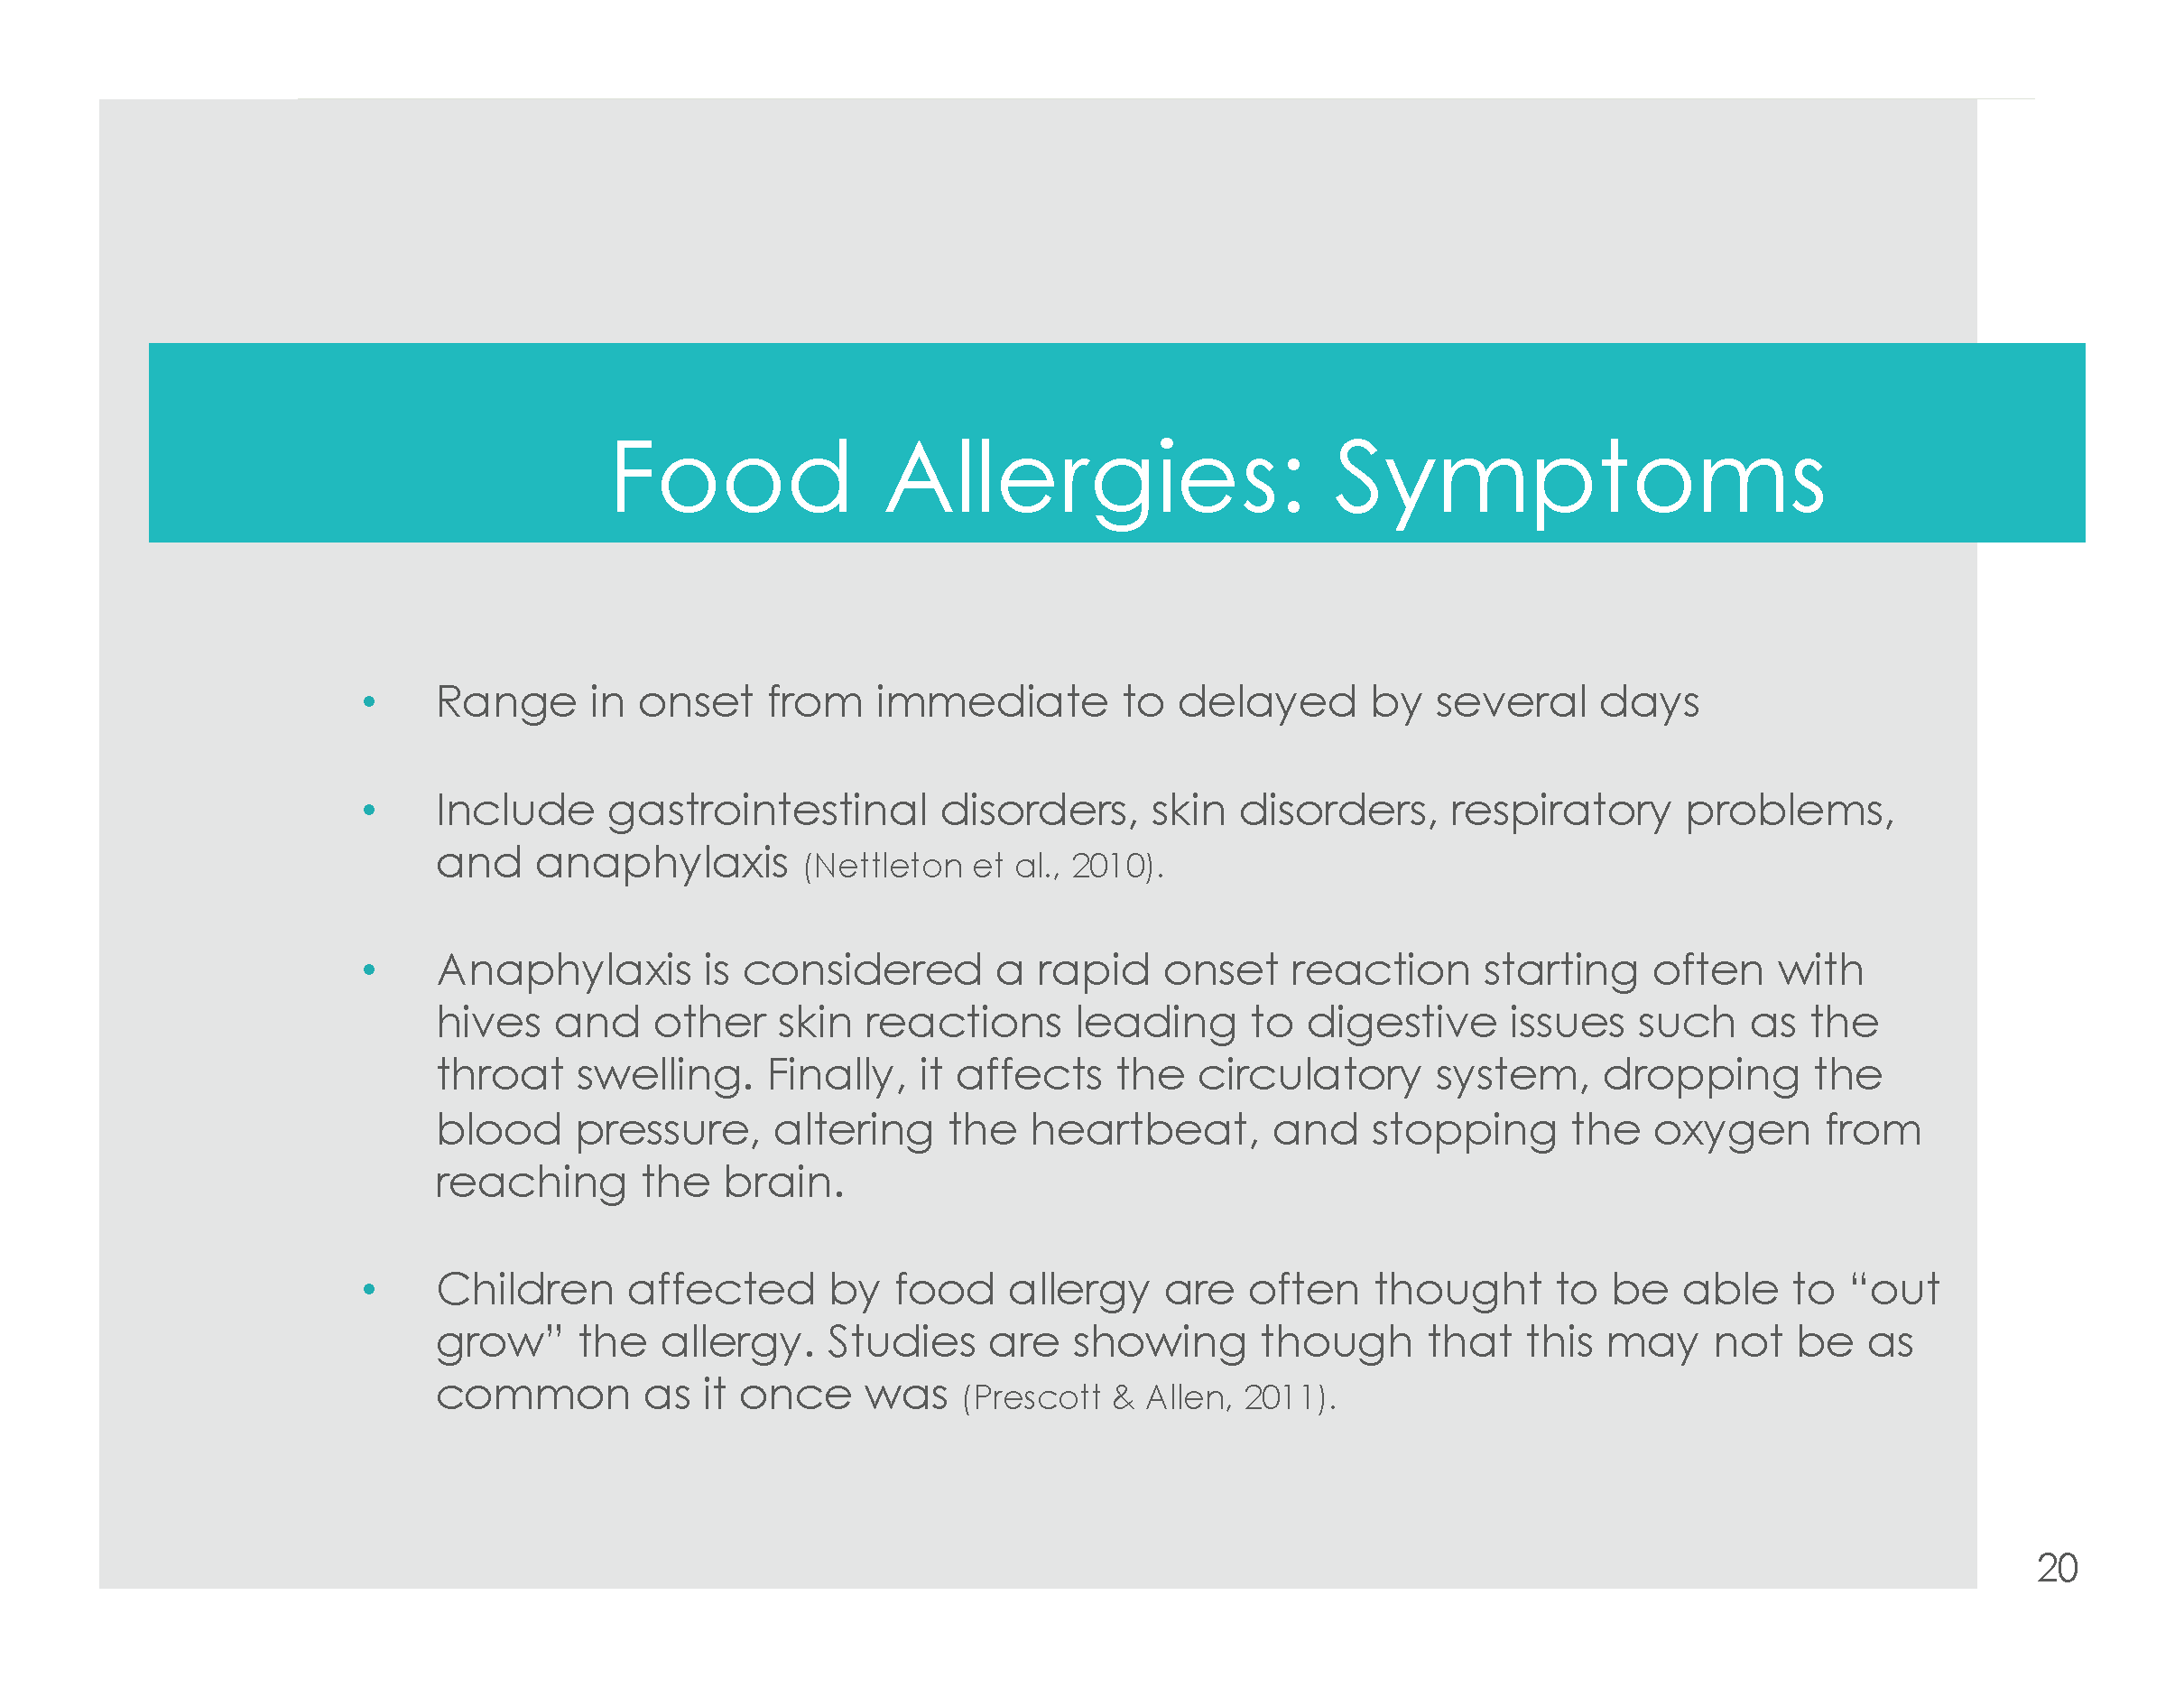 Food Allergies: Symptoms
• Range in onset from immediate to delayed by several days
• Include gastrointestinal disorders, skin disorders, respiratory problems,
and anaphylaxis (Nettleton et al., 2010).
• Anaphylaxis is considered a rapid onset reaction starting often with
hives and other skin reactions leading to digestive issues such as the
throat swelling. Finally, it affects the circulatory system, dropping the
blood pressure, altering the heartbeat, and stopping the oxygen from
reaching the brain.
• Children affected by food allergy are often thought to be able to “out
grow” the allergy. Studies are showing though that this may not be as
common as it once was (Prescott & Allen, 2011).
20